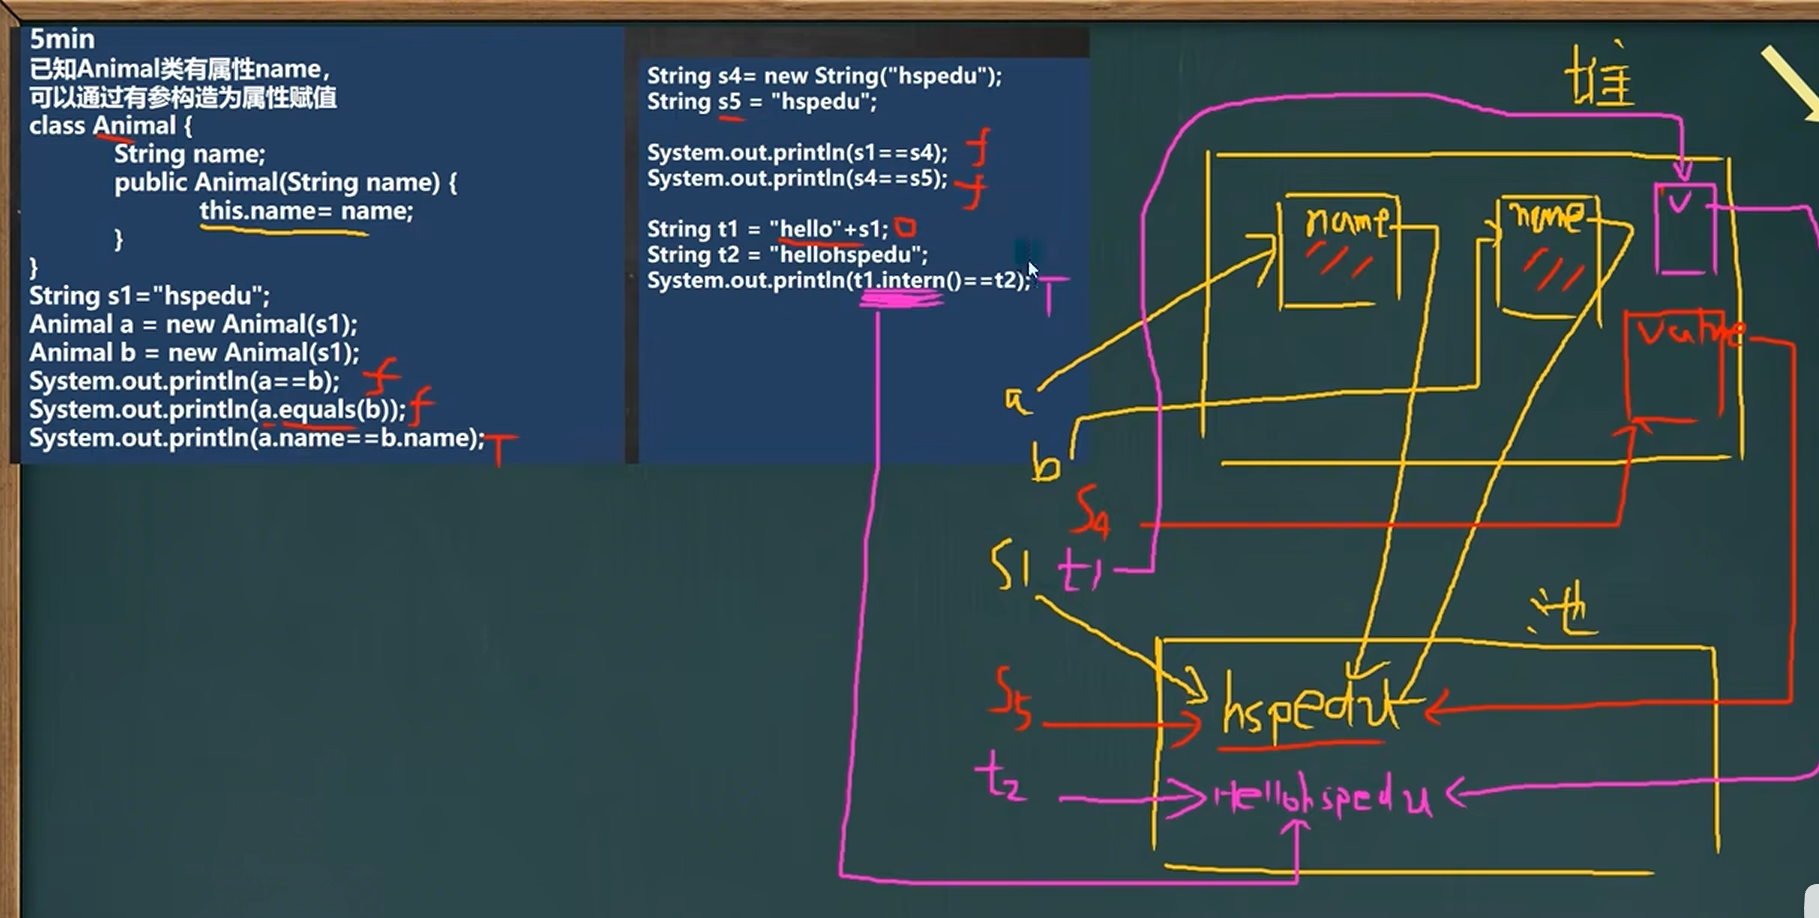 5min
已知Animal类有属性name，
可以通过有参构造为属性赋值
class Animal {
String name;
public Animal(String name) {
this.name= name;
}
}
String s1="hspedu";
Animal a = new Animal(s1);
Animal b = new Animal(s1);
System.out.println(a==b); f
System.out.println(a.equals(b)); f
System.out.println(a.name==b.name); T
String s4= new String("hspedu");
String s5 = "hspedu";
System.out.println(s1==s4); f
System.out.println(s4==s5); f
String t1 = "hello"+s1;
String t2 = "hellohspedu";
System.out.println(t1.intern()==t2); T
堆
name
name
v
value
a
b
S4
S1 t1
池
S5
hspedu
t2
Hellohspedu